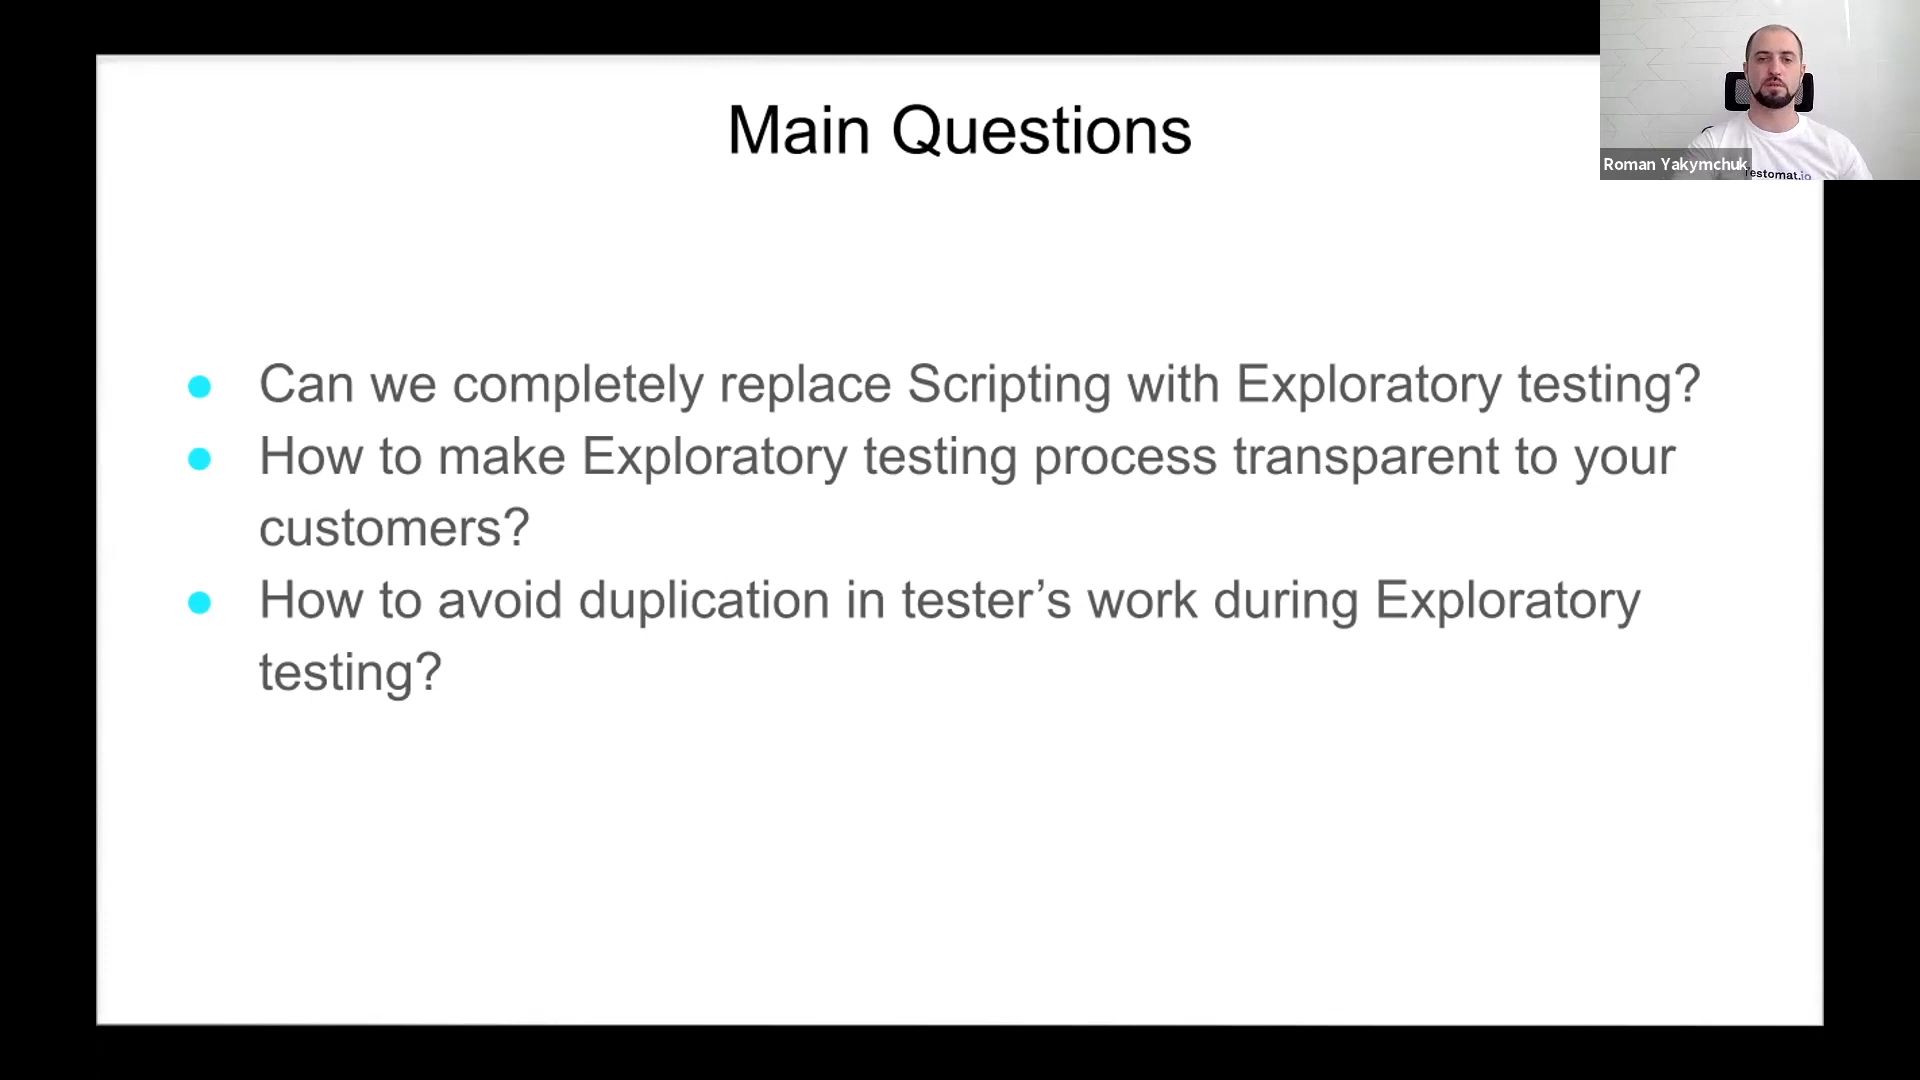 Main Questions
Roman Yakymchuk
Testomat.io
Can we completely replace Scripting with Exploratory testing?
How to make Exploratory testing process transparent to your
customers?
How to avoid duplication in tester’s work during Exploratory
testing?